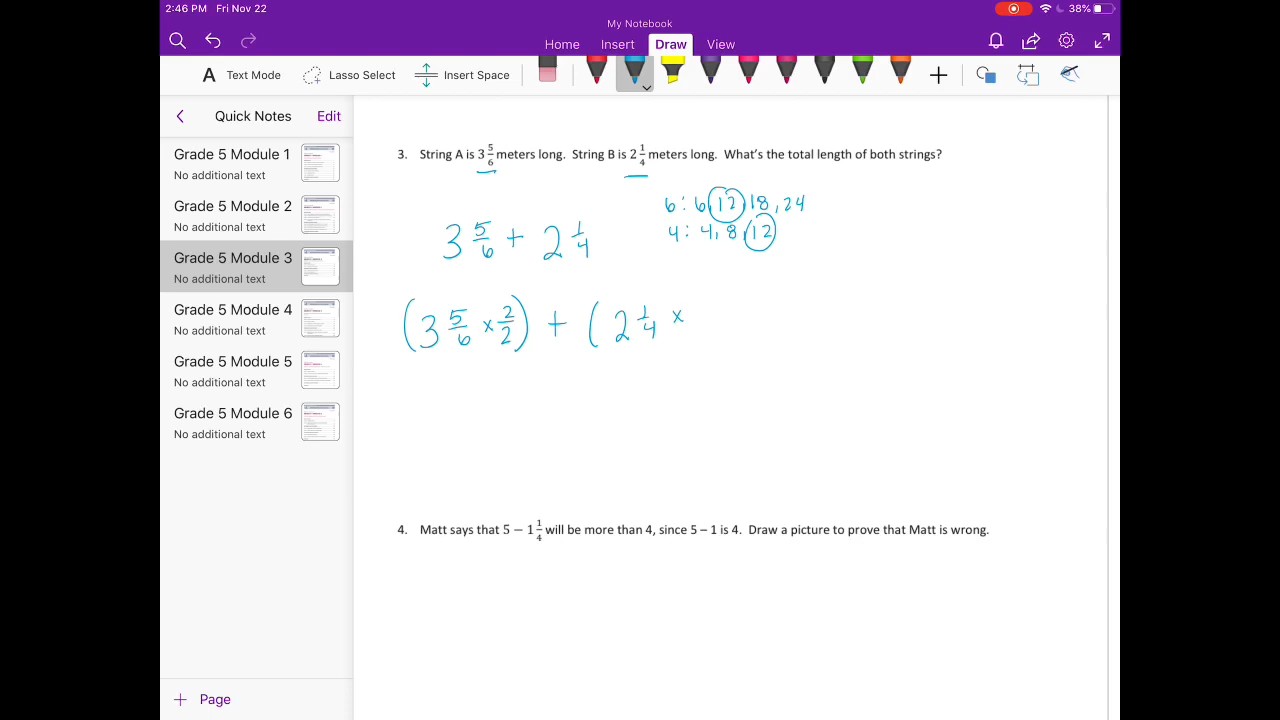 2:46 PM Fri Nov 22
38%
My Notebook
Home Insert Draw View
A Text Mode Lasso Select Insert Space
Quick Notes Edit
Grade 5 Module 1
No additional text
Grade 5 Module 2
No additional text
Grade 5 Module 3
No additional text
Grade 5 Module 4
No additional text
Grade 5 Module 5
No additional text
Grade 5 Module 6
No additional text
+ Page
3. String A is 3 5/6 meters long. String B is 2 1/4 meters long. What's the total length of both strings?
6: 6, 12, 18, 24
4: 4, 8, 12
3 5/6 + 2 1/4
(3 5/6 × 2/2) + (2 1/4 ×
4. Matt says that 5 – 1 1/4 will be more than 4, since 5 – 1 is 4. Draw a picture to prove that Matt is wrong.